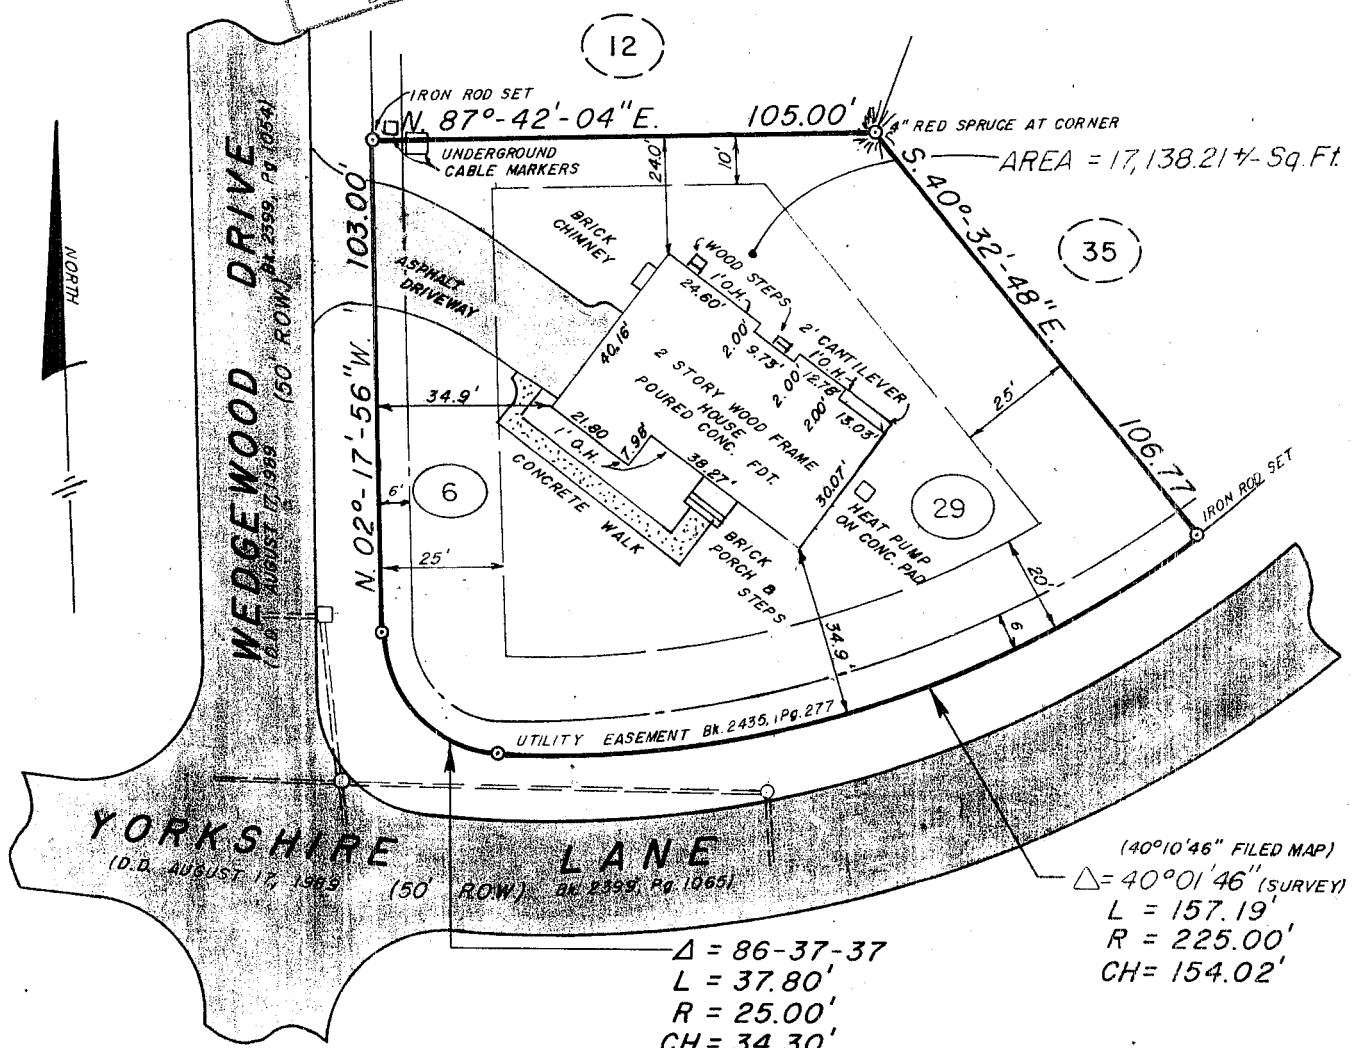 12
IRON ROD SET
N. 87°-42'-04"E. 105.00'
4" RED SPRUCE AT CORNER
UNDERGROUND
CABLE MARKERS
AREA = 17,138.21 +/- Sq.Ft.
24.0'
10'
S. 40°-32'-48"E.
106.77'
35
NORTH
WEDGEWOOD DRIVE
(50' ROW) Bk. 2399, Pg. 1054)
AUGUST 17, 1989
N. 02°-17'-56"W. 103.00'
ASPHALT
DRIVEWAY
BRICK
CHIMNEY
WOOD STEPS
1' O.H.
24.60'
2.00'
9.73'
2' CANTILEVER
1' O.H.
2.00'
12.78'
2.00'
13.03'
40.16'
2 STORY WOOD FRAME
HOUSE
POURED CONC. FDT.
34.9'
21.80
1' O.H.
7.98'
38.27'
30.07'
25'
6'
6
29
HEAT PUMP
ON CONC. PAD
CONCRETE WALK
BRICK
PORCH &
STEPS
25'
IRON ROD SET
20'
6'
34.9'
UTILITY EASEMENT Bk. 2435, Pg. 277
YORKSHIRE LANE
(D.D. AUGUST 17, 1989 (50' ROW) Bk. 2399, Pg. 1065)
(40°10'46" FILED MAP)
Δ= 40°01'46" (SURVEY)
L = 157.19'
R = 225.00'
CH= 154.02'
Δ = 86-37-37
L = 37.80'
R = 25.00'
CH = 34.30'